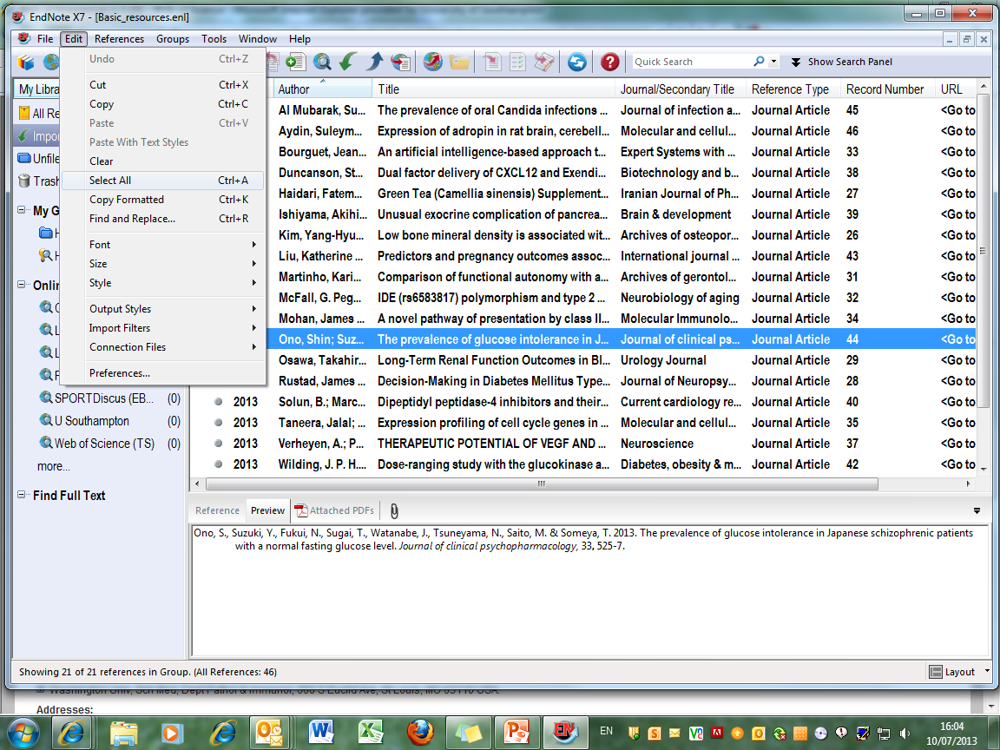 EndNote X7 - [Basic_resources.enl]
File Edit References Groups Tools Window Help
Quick Search
Show Search Panel
Undo Ctrl+Z
Cut Ctrl+X
Copy Ctrl+C
Paste Ctrl+V
Paste With Text Styles
Clear
Select All Ctrl+A
Copy Formatted Ctrl+K
Find and Replace... Ctrl+R
Font
Size
Style
Output Styles
Import Filters
Connection Files
Preferences...
My Libra
All Re
Impor
Unfile
Trash
My G
H
H
Onlin
L
L
SPORTDiscus (EB... (0)
U Southampton (0)
Web of Science (TS) (0)
more...
Find Full Text
Author Title Journal/Secondary Title Reference Type Record Number URL
Al Mubarak, Su... The prevalence of oral Candida infections ... Journal of infection a... Journal Article 45 <Go to
Aydin, Suleym... Expression of adropin in rat brain, cerebell... Molecular and cellul... Journal Article 46 <Go to
Bourguet, Jean... An artificial intelligence-based approach t... Expert Systems with ... Journal Article 33 <Go to
Duncanson, St... Dual factor delivery of CXCL12 and Exendi... Biotechnology and b... Journal Article 38 <Go to
Haidari, Fatem... Green Tea (Camellia sinensis) Supplement... Iranian Journal of Ph... Journal Article 27 <Go to
Ishiyama, Akihi... Unusual exocrine complication of pancrea... Brain & development Journal Article 39 <Go to
Kim, Yang-Hyu... Low bone mineral density is associated wit... Archives of osteopor... Journal Article 26 <Go to
Liu, Katherine ... Predictors and pregnancy outcomes assoc... International journal ... Journal Article 43 <Go to
Martinho, Kari... Comparison of functional autonomy with a... Archives of gerontol... Journal Article 31 <Go to
McFall, G. Peg... IDE (rs6583817) polymorphism and type 2 ... Neurobiology of aging Journal Article 32 <Go to
Mohan, James ... A novel pathway of presentation by class II... Molecular Immunolo... Journal Article 34 <Go to
Ono, Shin; Suz... The prevalence of glucose intolerance in J... Journal of clinical ps... Journal Article 44 <Go to
Osawa, Takahir... Long-Term Renal Function Outcomes in Bl... Urology Journal Journal Article 29 <Go to
Rustad, James ... Decision-Making in Diabetes Mellitus Type... Journal of Neuropsy... Journal Article 28 <Go to
2013 Solun, B.; Marc... Dipeptidyl peptidase-4 inhibitors and their... Current cardiology re... Journal Article 40 <Go to
2013 Taneera, Jalal; ... Expression profiling of cell cycle genes in ... Molecular and cellul... Journal Article 35 <Go to
2013 Verheyen, A.; P... THERAPEUTIC POTENTIAL OF VEGF AND ... Neuroscience Journal Article 37 <Go to
2013 Wilding, J. P. H.... Dose-ranging study with the glucokinase a... Diabetes, obesity & m... Journal Article 42 <Go to
Reference Preview Attached PDFs
Ono, S., Suzuki, Y., Fukui, N., Sugai, T., Watanabe, J., Tsuneyama, N., Saito, M. & Someya, T. 2013. The prevalence of glucose intolerance in Japanese schizophrenic patients
with a normal fasting glucose level. Journal of clinical psychopharmacology, 33, 525-7.
Showing 21 of 21 references in Group. (All References: 46)
Layout
Addresses:
EN
16:04
10/07/2013